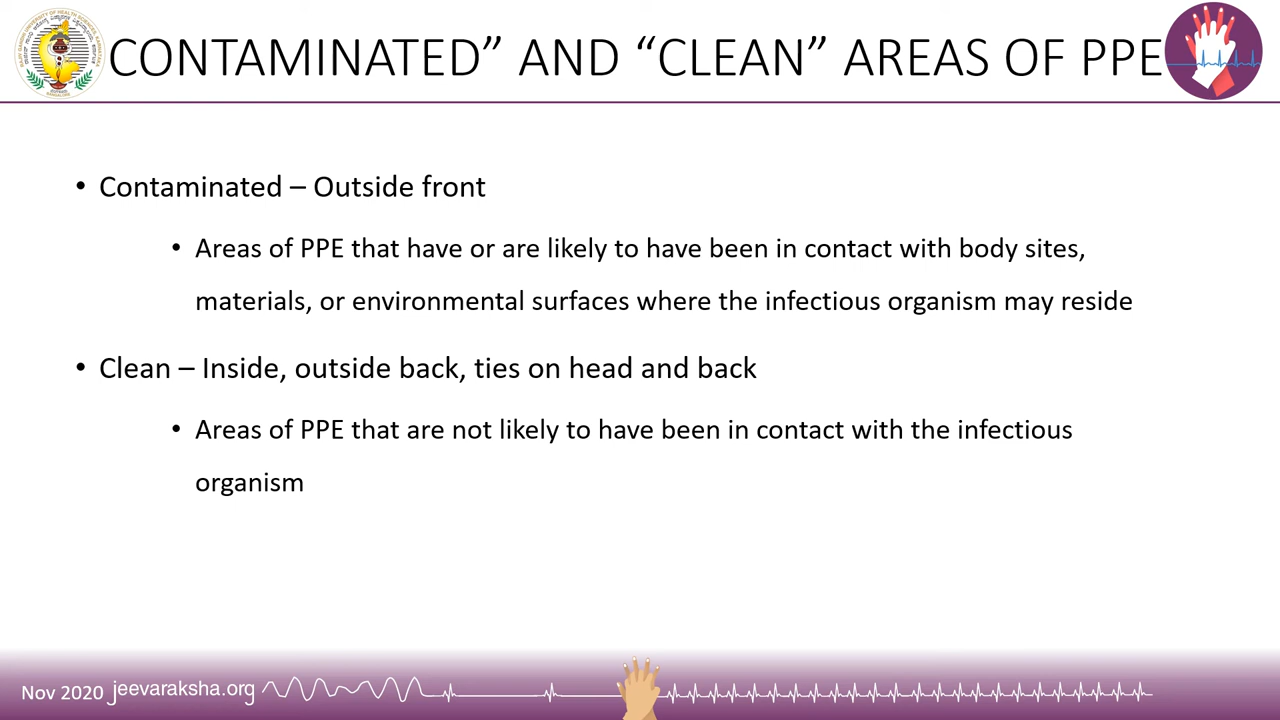 CONTAMINATED” AND “CLEAN” AREAS OF PPE
• Contaminated – Outside front
• Areas of PPE that have or are likely to have been in contact with body sites,
materials, or environmental surfaces where the infectious organism may reside
• Clean – Inside, outside back, ties on head and back
• Areas of PPE that are not likely to have been in contact with the infectious
organism
Nov 2020 jeevaraksha.org